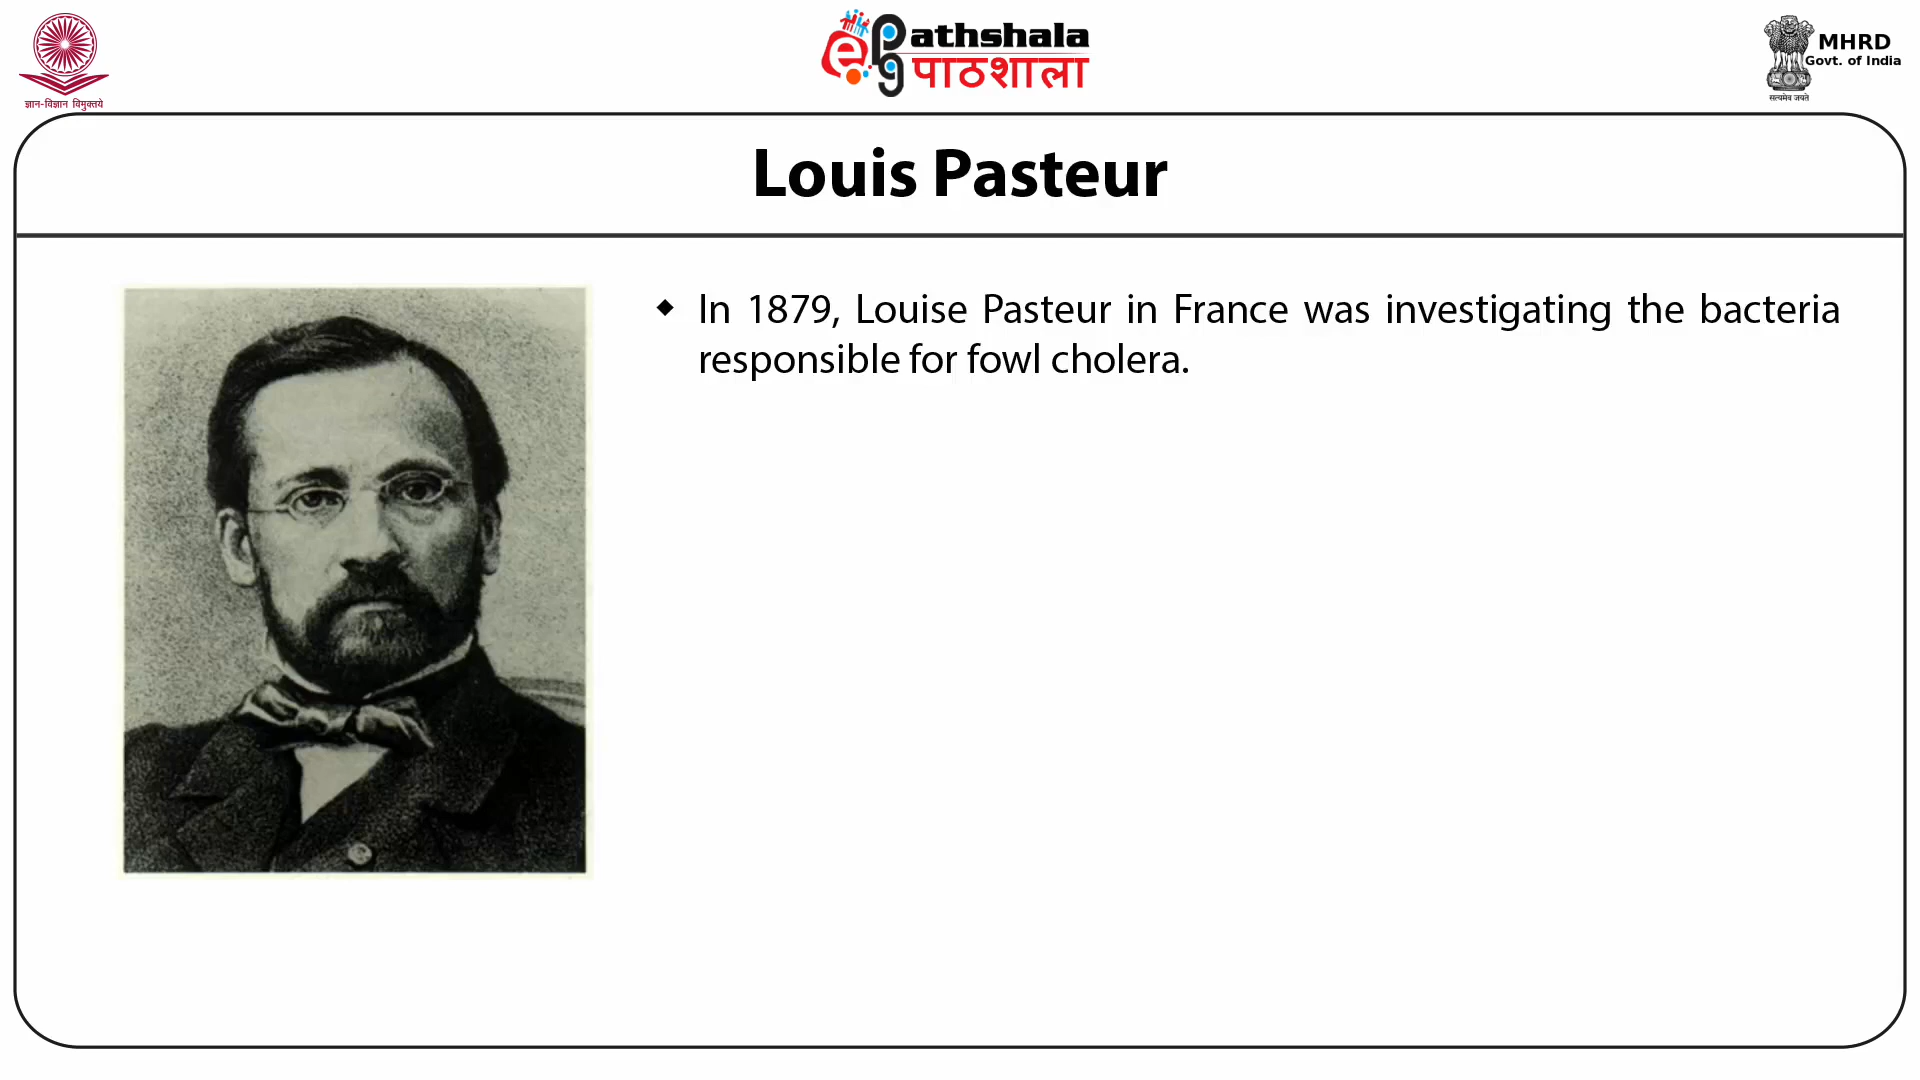 ज्ञान-विज्ञान विमुक्तये
ePathshala
पाठशाला
MHRD
Govt. of India
सत्यमेव जयते
Louis Pasteur
◆ In 1879, Louise Pasteur in France was investigating the bacteria
responsible for fowl cholera.